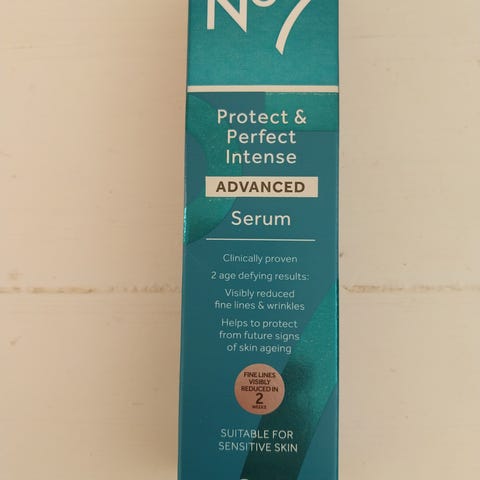 No7
Protect &
Perfect
Intense
ADVANCED
Serum
Clinically proven
2 age defying results:
Visibly reduced
fine lines & wrinkles
Helps to protect
from future signs
of skin ageing
FINE LINES
VISIBLY
REDUCED IN
2
WEEKS
SUITABLE FOR
SENSITIVE SKIN